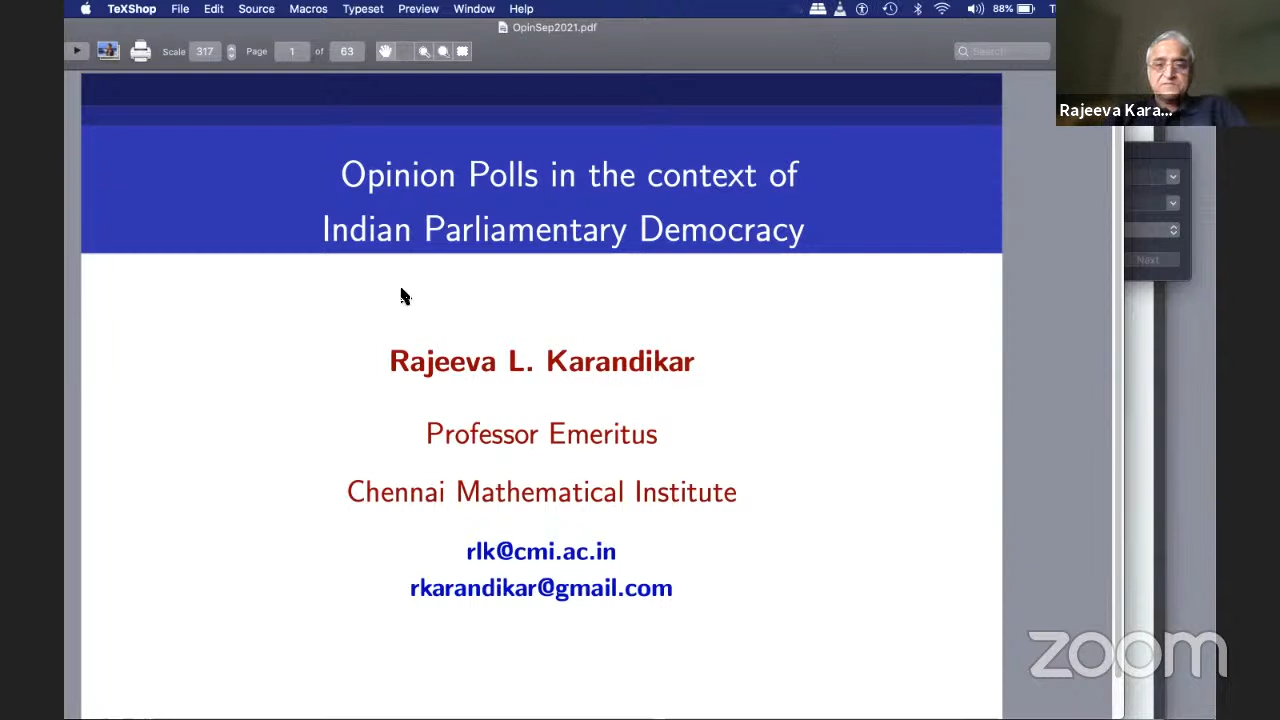 TeXShop File Edit Source Macros Typeset Preview Window Help 88%
OpinSep2021.pdf
Scale 317 Page 1 of 63 Search
Rajeeva Kara...
Opinion Polls in the context of
Indian Parliamentary Democracy
Next
Rajeeva L. Karandikar
Professor Emeritus
Chennai Mathematical Institute
rlk@cmi.ac.in
rkarandikar@gmail.com
zoom